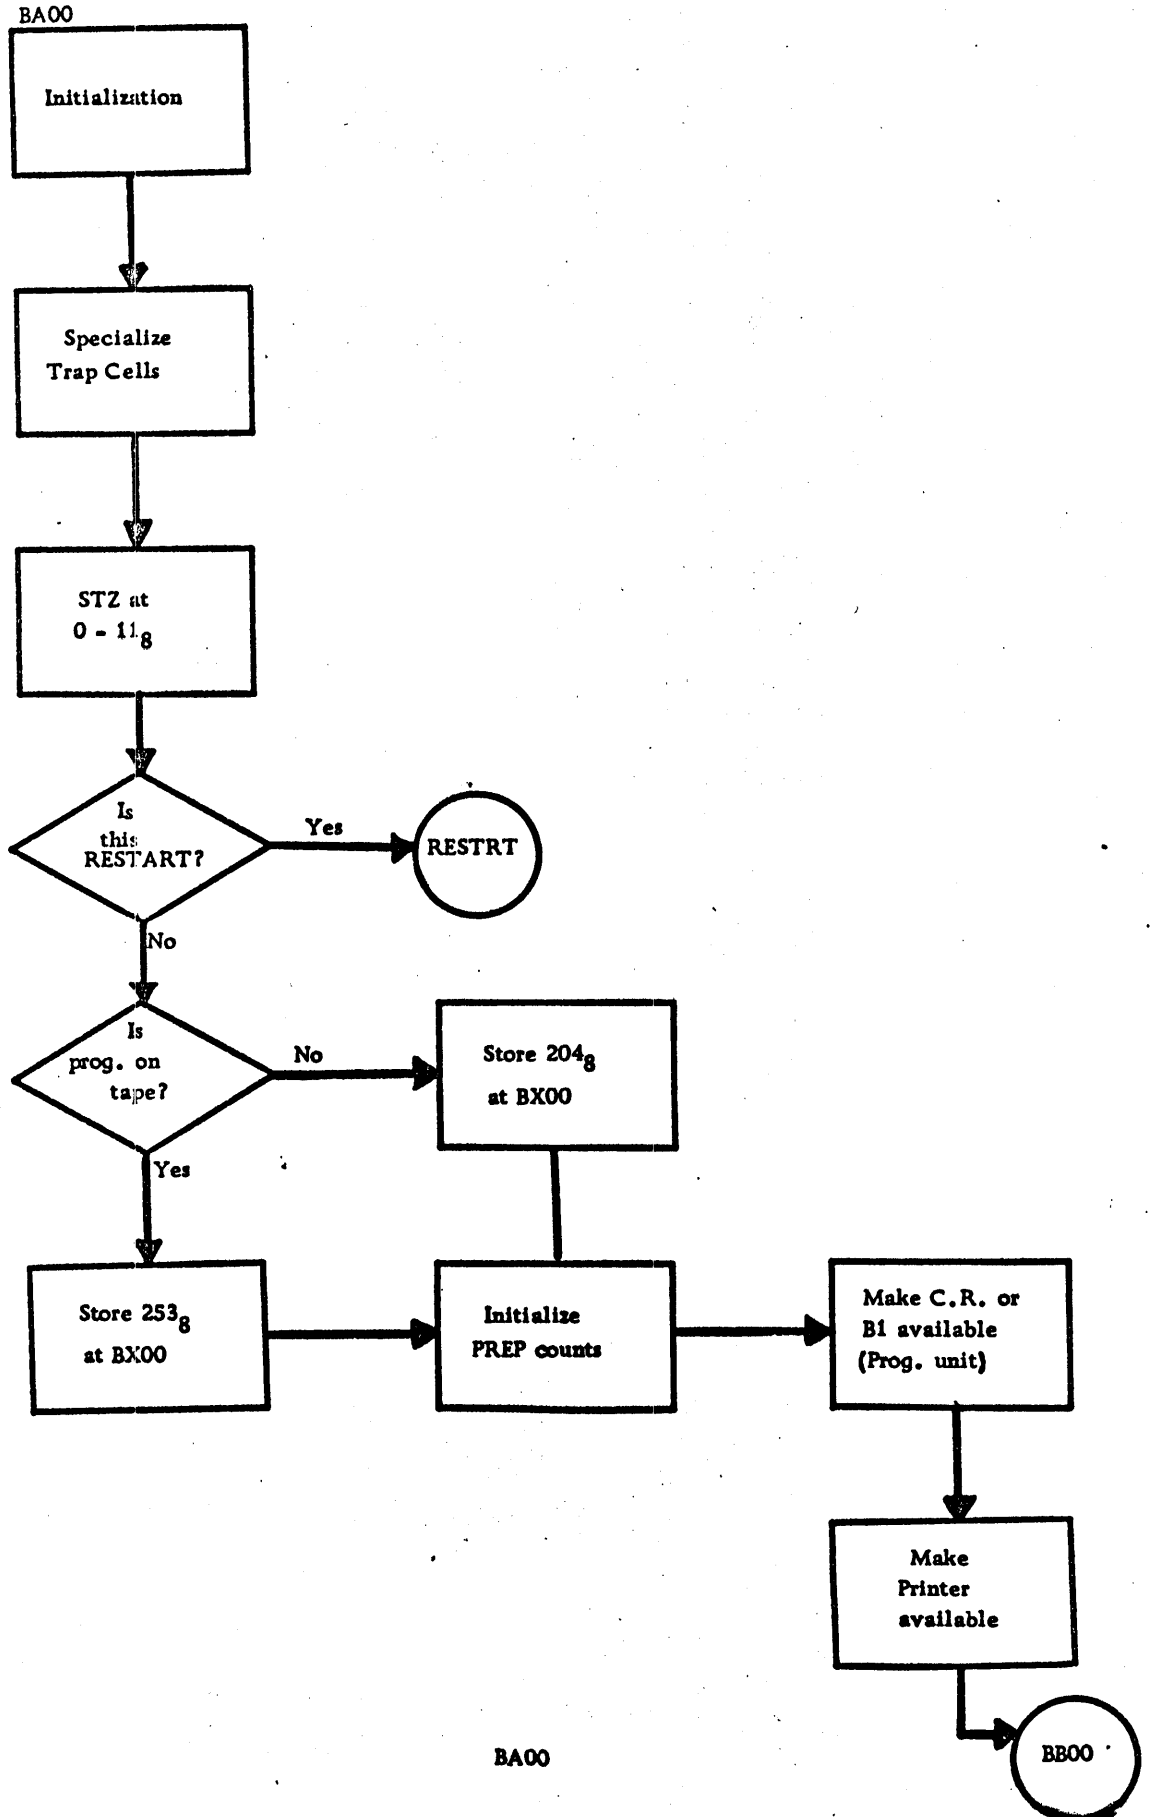 BA00
Initialization
Specialize
Trap Cells
STZ at
0 - 11₈
Is
this
RESTART?
Yes
RESTRT
No
Is
prog. on
tape?
No
Store 204₈
at BX00
Yes
Store 253₈
at BX00
Initialize
PREP counts
Make C.R. or
B1 available
(Prog. unit)
Make
Printer
available
BB00
BA00